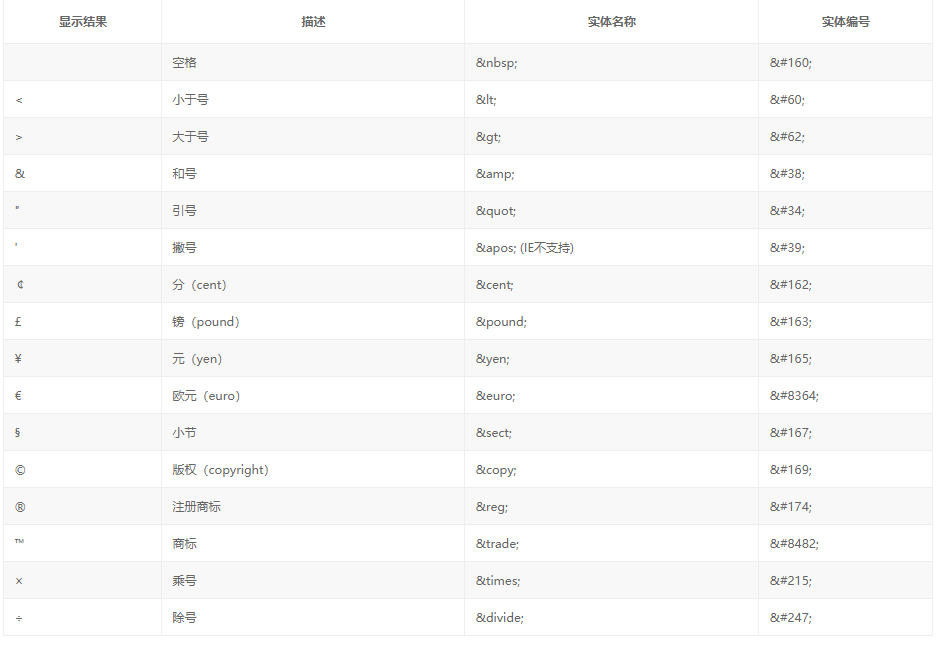 显示结果 描述 实体名称 实体编号
空格 &nbsp; &#160;
< 小于号 &lt; &#60;
> 大于号 &gt; &#62;
& 和号 &amp; &#38;
" 引号 &quot; &#34;
' 撇号 &apos; (IE不支持) &#39;
¢ 分（cent） &cent; &#162;
£ 镑（pound） &pound; &#163;
¥ 元（yen） &yen; &#165;
€ 欧元（euro） &euro; &#8364;
§ 小节 &sect; &#167;
© 版权（copyright） &copy; &#169;
® 注册商标 &reg; &#174;
™ 商标 &trade; &#8482;
× 乘号 &times; &#215;
÷ 除号 &divide; &#247;